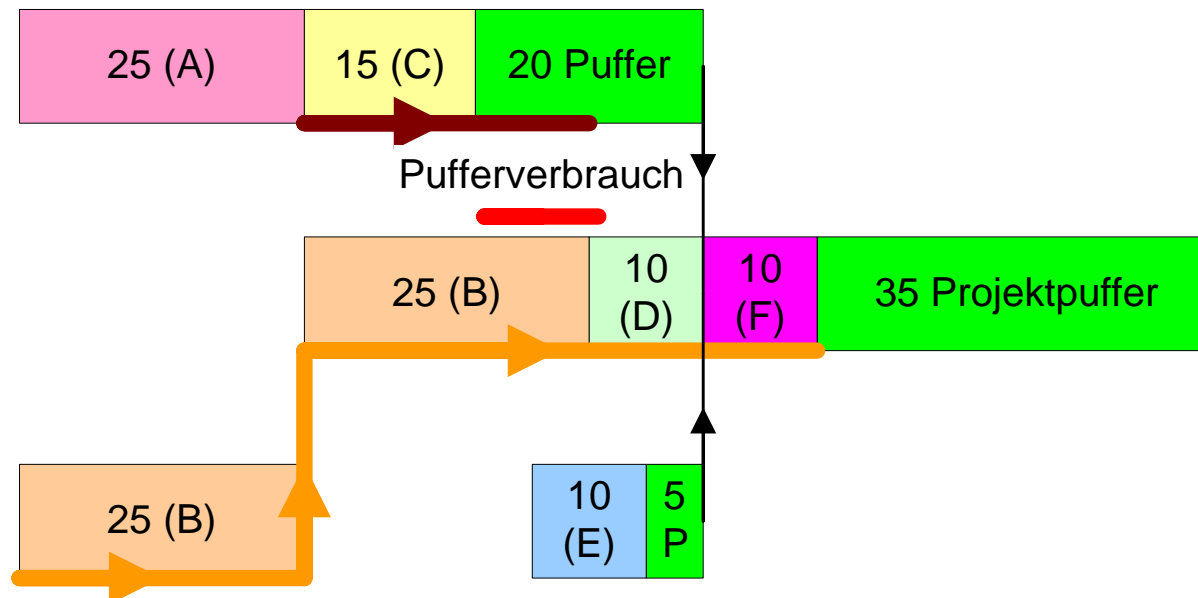 25 (A)
15 (C)
20 Puffer
Pufferverbrauch
25 (B)
10
(D)
10
(F)
35 Projektpuffer
25 (B)
10
(E)
5
P